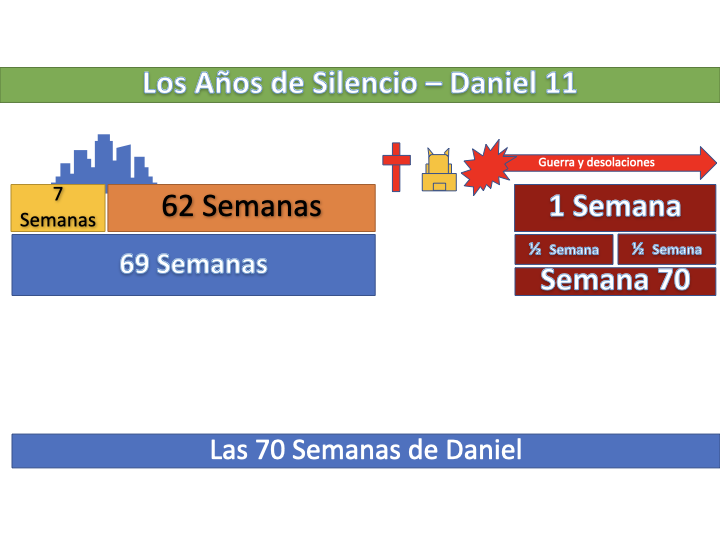 Los Años de Silencio – Daniel 11
Guerra y desolaciones
7
Semanas
62 Semanas
1 Semana
69 Semanas
½ Semana
½ Semana
Semana 70
Las 70 Semanas de Daniel